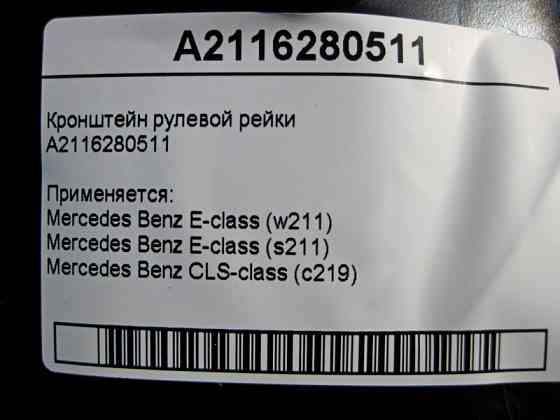 A2116280511
Кронштейн рулевой рейки
A2116280511
Применяется:
Mercedes Benz E-class (w211)
Mercedes Benz E-class (s211)
Mercedes Benz CLS-class (c219)